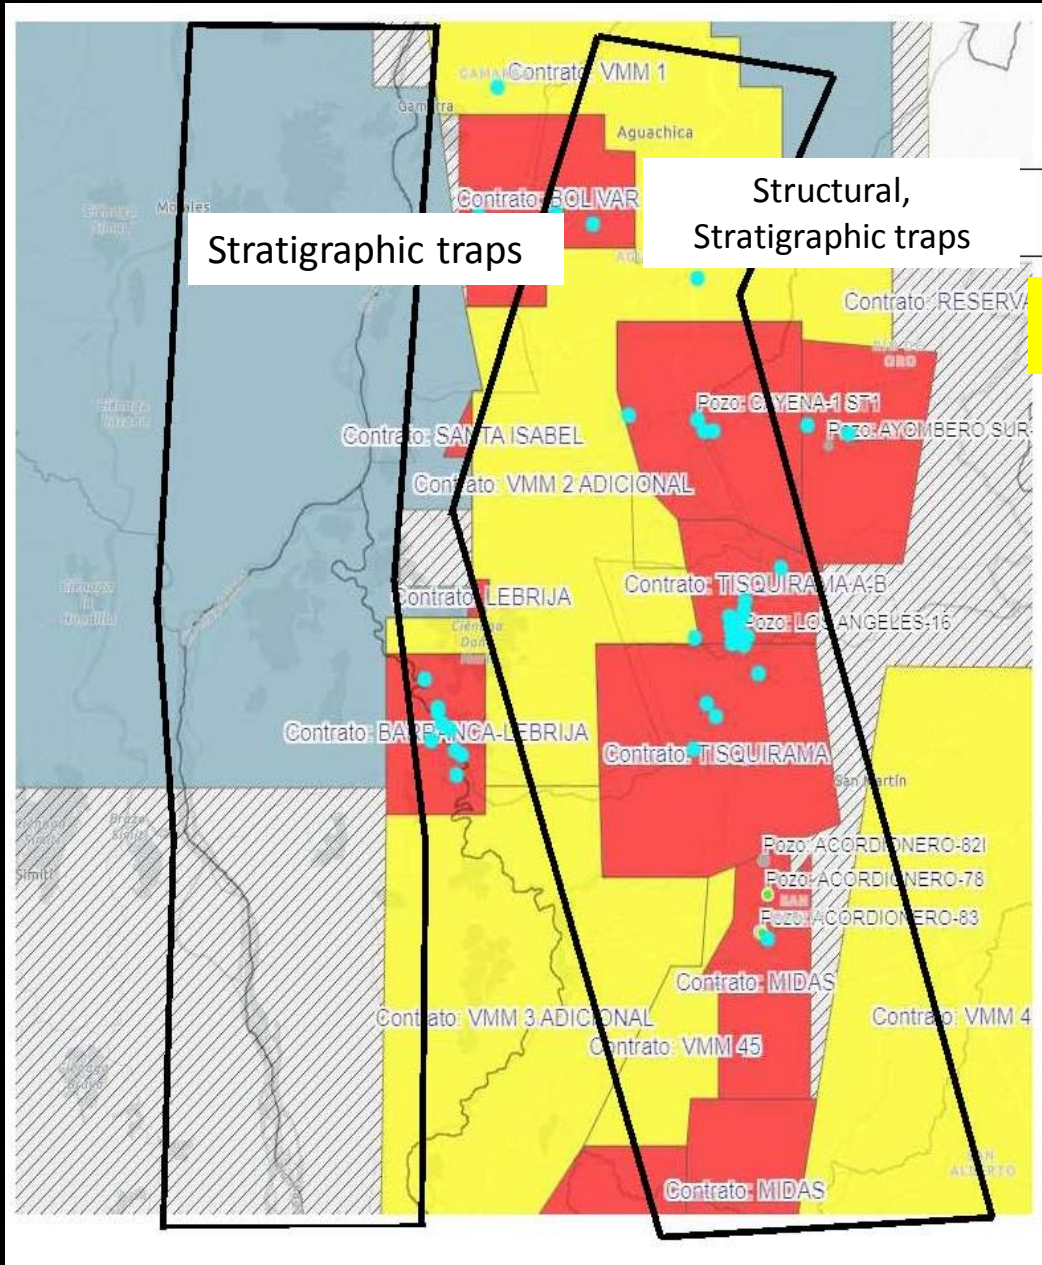 Contrato: VMM 1
Gamarra
Aguachica
Structural,
Stratigraphic traps
Contrato: BOLIVAR
Morales
Stratigraphic traps
Contrato: RESERVA
ORO
Pozo: CAYENA-1 ST1
Pozo: AYOMBERO SUR-
Contrato: SANTA ISABEL
Contrato: VMM 2 ADICIONAL
Contrato: TISQUIRAMA A-B
Contrato: LEBRIJA
Pozo: LOS ANGELES-16
Ciénaga
Contrato: BARRANCA-LEBRIJA
Contrato: TISQUIRAMA
San Martín
Simití
Pozo: ACORDIONERO-82I
Pozo: ACORDIONERO-78
SAN
Pozo: ACORDIONERO-83
Contrato: MIDAS
Contrato: VMM 3 ADICIONAL
Contrato: VMM 4
Contrato: VMM 45
SAN
ALBERTO
Contrato: MIDAS